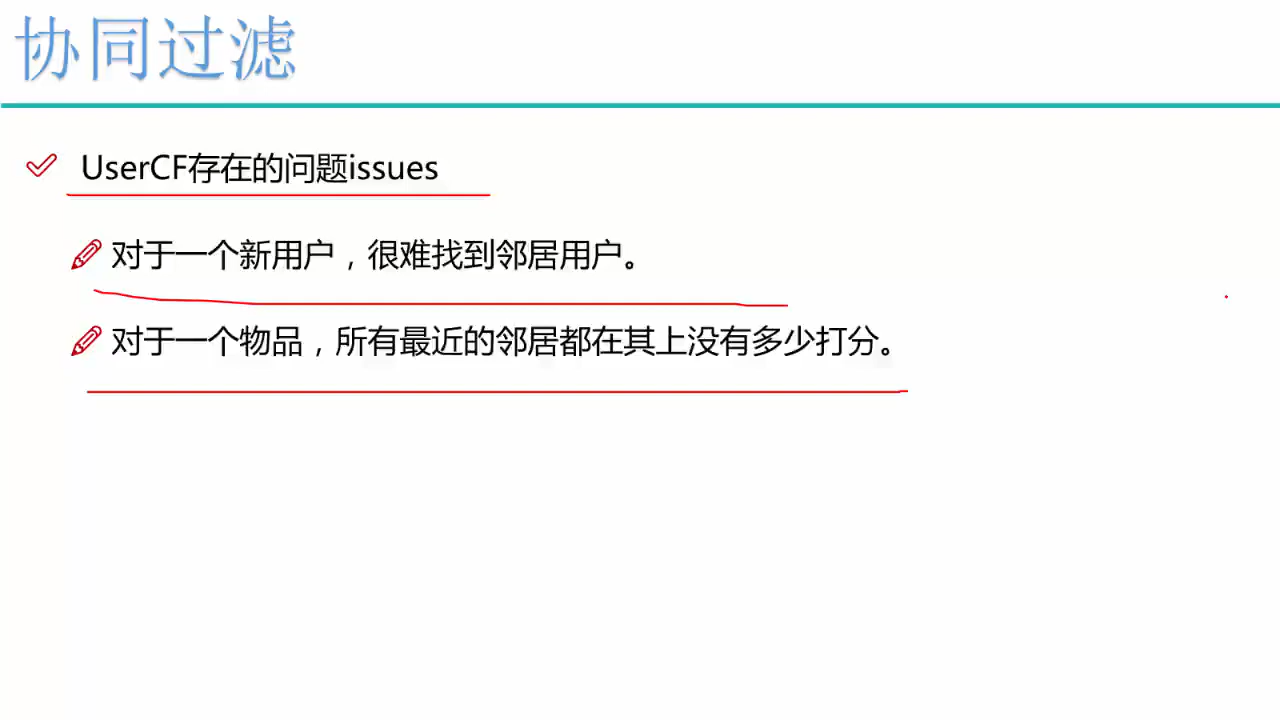 协同过滤
UserCF存在的问题issues
对于一个新用户，很难找到邻居用户。
对于一个物品，所有最近的邻居都在其上没有多少打分。